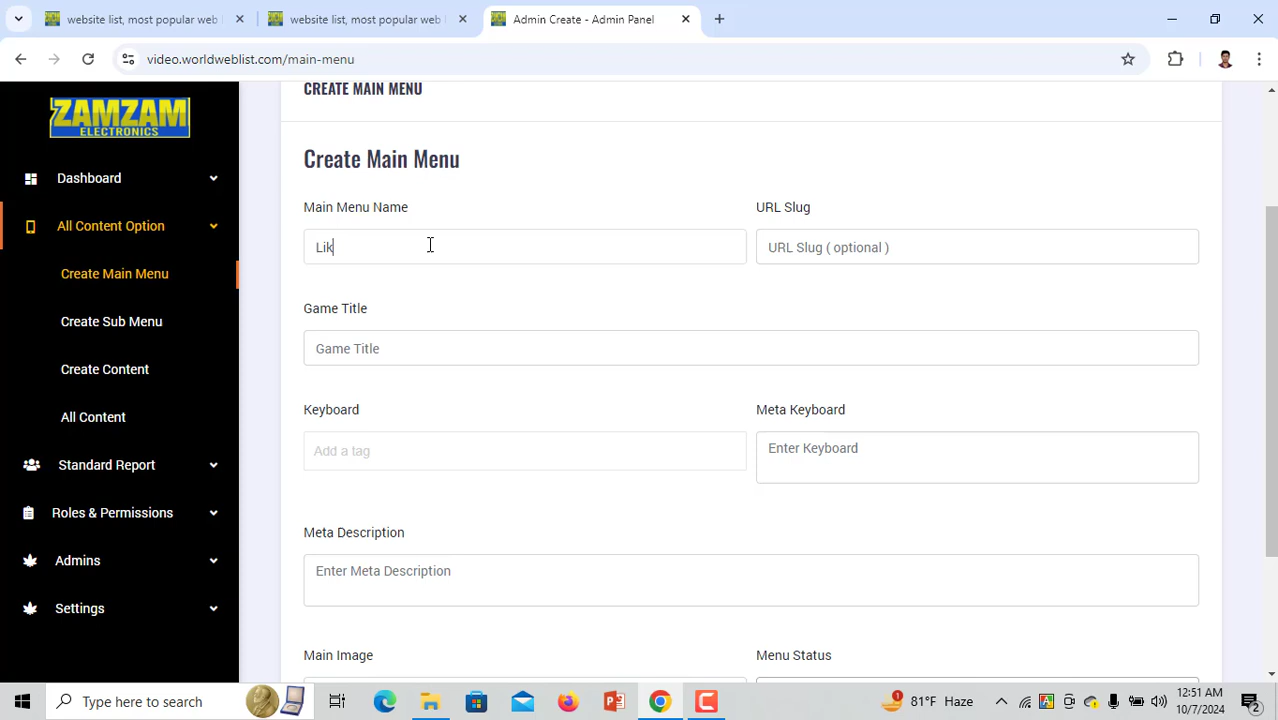 website list, most popular web
website list, most popular web
Admin Create - Admin Panel
video.worldweblist.com/main-menu
ZAMZAM
ELECTRONICS
Dashboard
All Content Option
Create Main Menu
Create Sub Menu
Create Content
All Content
Standard Report
Roles & Permissions
Admins
Settings
CREATE MAIN MENU
Create Main Menu
Main Menu Name
URL Slug
Lik
URL Slug ( optional )
Game Title
Game Title
Keyboard
Meta Keyboard
Add a tag
Enter Keyboard
Meta Description
Enter Meta Description
Main Image
Menu Status
Type here to search
81°F Haze
12:51 AM
10/7/2024
1
2